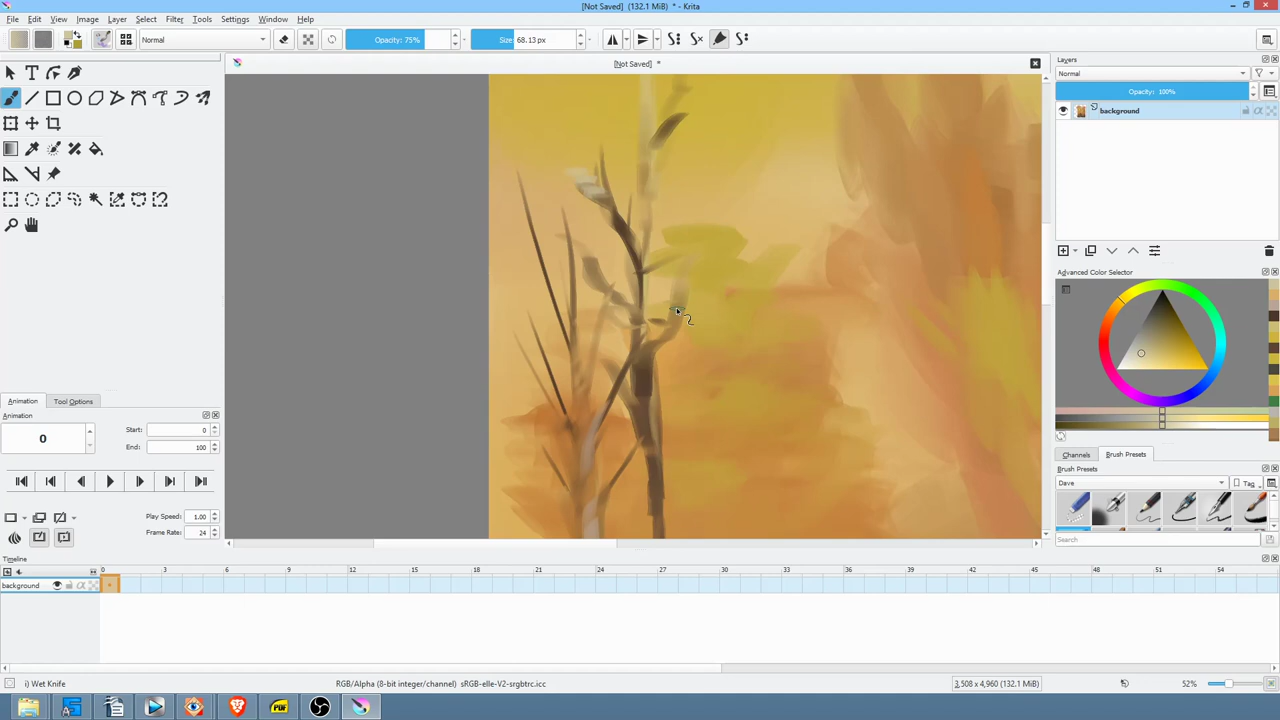 [Not Saved] (132.1 MiB) * - Krita
File Edit View Image Layer Select Filter Tools Settings Window Help
Normal Opacity: 75% Size: 68.13 px
[Not Saved] *
Layers
Normal
Opacity: 100%
background
Advanced Color Selector
Channels Brush Presets
Brush Presets
Dave Tag
Search
Animation Tool Options
Animation
0
Start: 0
End: 100
Play Speed: 1.00
Frame Rate: 24
Timeline
0 3 6 9 12 15 18 21 24 27 30 33 36 39 42 45 48 51 54
background
i) Wet Knife
RGB/Alpha (8-bit integer/channel) sRGB-elle-V2-srgbtrc.icc
3,508 x 4,960 (132.1 MiB)
52%
PDF